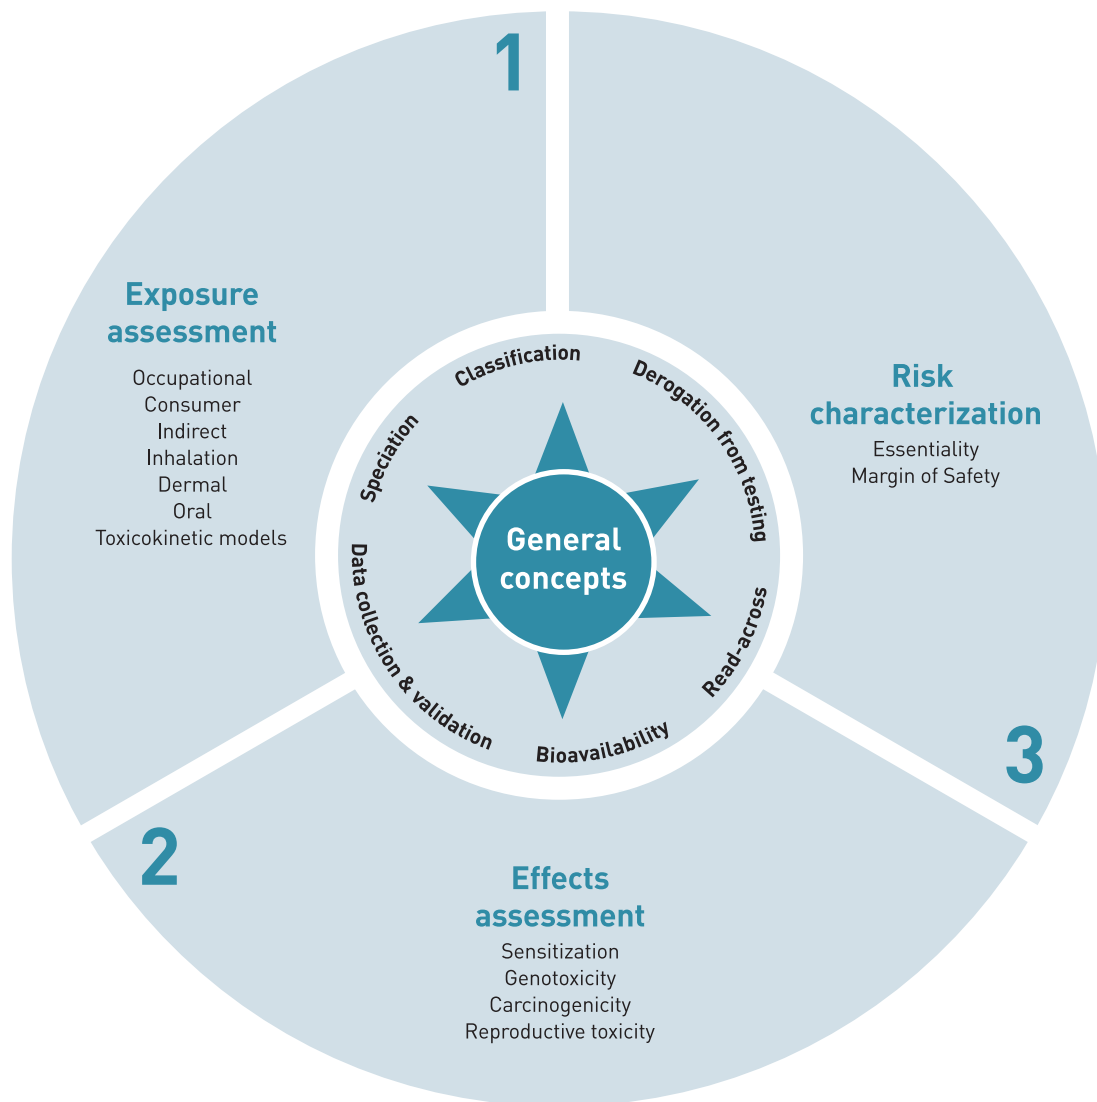 1
Exposure
assessment
Occupational
Consumer
Indirect
Inhalation
Dermal
Oral
Toxicokinetic models
2
Effects
assessment
Sensitization
Genotoxicity
Carcinogenicity
Reproductive toxicity
3
Risk
characterization
Essentiality
Margin of Safety
General
concepts
Classification
Derogation from testing
Read-across
Bioavailability
Data collection & validation
Speciation